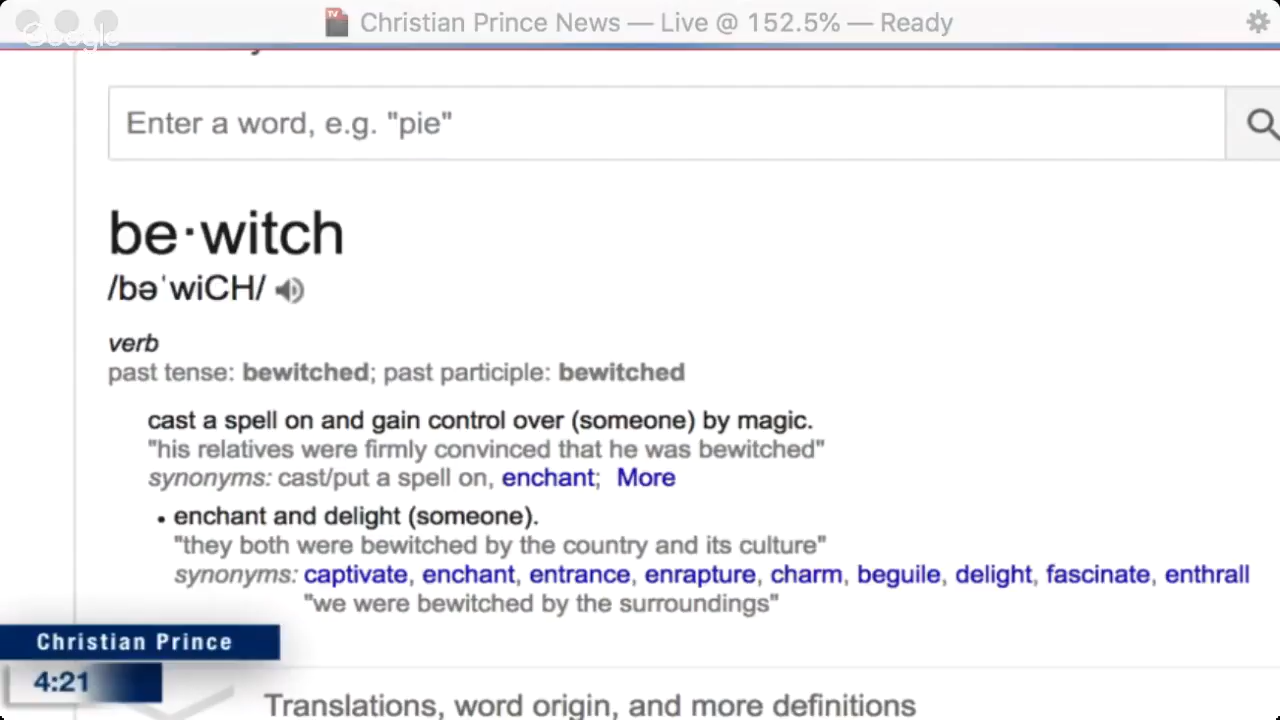 Christian Prince News — Live @ 152.5% — Ready
Google
Enter a word, e.g. "pie"
be·witch
/bəˈwiCH/
verb
past tense: bewitched; past participle: bewitched
cast a spell on and gain control over (someone) by magic.
"his relatives were firmly convinced that he was bewitched"
synonyms: cast/put a spell on, enchant; More
• enchant and delight (someone).
"they both were bewitched by the country and its culture"
synonyms: captivate, enchant, entrance, enrapture, charm, beguile, delight, fascinate, enthrall
"we were bewitched by the surroundings"
Christian Prince
4:21
Translations, word origin, and more definitions